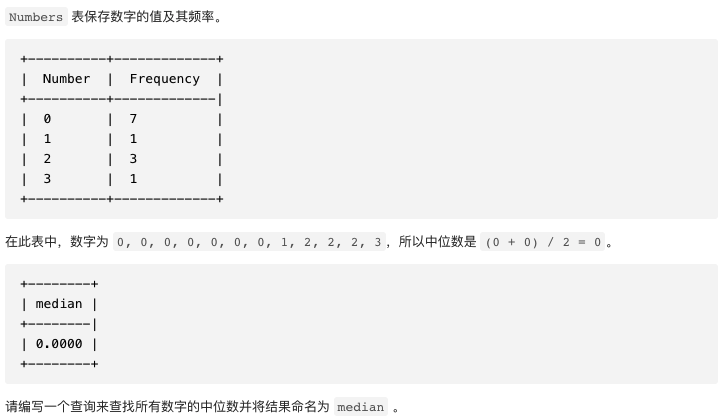 Numbers 表保存数字的值及其频率。
+----------+-------------+
|  Number  |  Frequency  |
+----------+-------------|
|  0       |  7          |
|  1       |  1          |
|  2       |  3          |
|  3       |  1          |
+----------+-------------+
在此表中，数字为 0, 0, 0, 0, 0, 0, 0, 1, 2, 2, 2, 3，所以中位数是 (0 + 0) / 2 = 0。
+--------+
| median |
+--------|
| 0.0000 |
+--------+
请编写一个查询来查找所有数字的中位数并将结果命名为 median 。